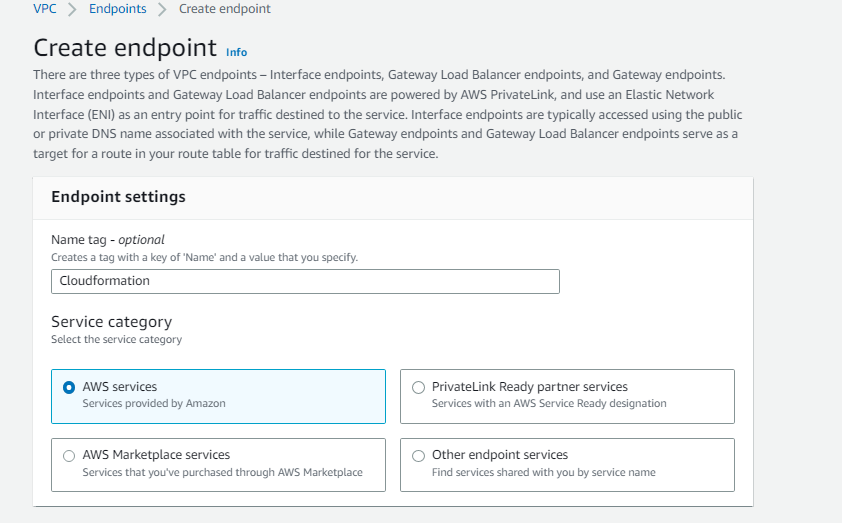 VPC > Endpoints > Create endpoint
Create endpoint Info
There are three types of VPC endpoints – Interface endpoints, Gateway Load Balancer endpoints, and Gateway endpoints.
Interface endpoints and Gateway Load Balancer endpoints are powered by AWS PrivateLink, and use an Elastic Network
Interface (ENI) as an entry point for traffic destined to the service. Interface endpoints are typically accessed using the public
or private DNS name associated with the service, while Gateway endpoints and Gateway Load Balancer endpoints serve as a
target for a route in your route table for traffic destined for the service.
Endpoint settings
Name tag - optional
Creates a tag with a key of 'Name' and a value that you specify.
Cloudformation
Service category
Select the service category
AWS services
Services provided by Amazon
PrivateLink Ready partner services
Services with an AWS Service Ready designation
AWS Marketplace services
Services that you've purchased through AWS Marketplace
Other endpoint services
Find services shared with you by service name